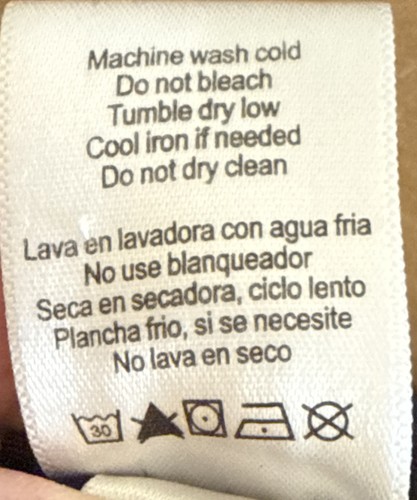 Machine wash cold
Do not bleach
Tumble dry low
Cool iron if needed
Do not dry clean
Lava en lavadora con agua fria
No use blanqueador
Seca en secadora, ciclo lento
Plancha frio, si se necesite
No lava en seco
30